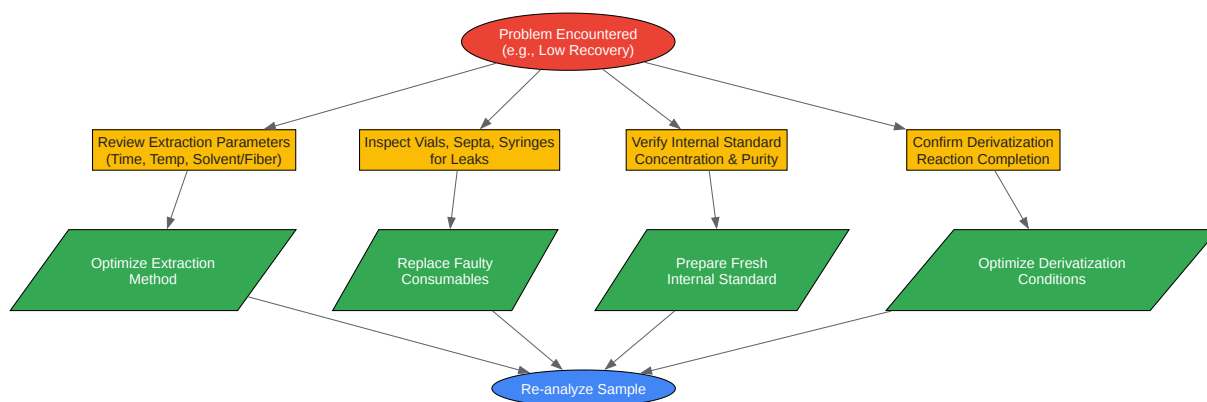 Problem Encountered
(e.g., Low Recovery)
Review Extraction Parameters
(Time, Temp, Solvent/Fiber)
Inspect Vials, Septa, Syringes
for Leaks
Verify Internal Standard
Concentration & Purity
Confirm Derivatization
Reaction Completion
Optimize Extraction
Method
Replace Faulty
Consumables
Prepare Fresh
Internal Standard
Optimize Derivatization
Conditions
Re-analyze Sample